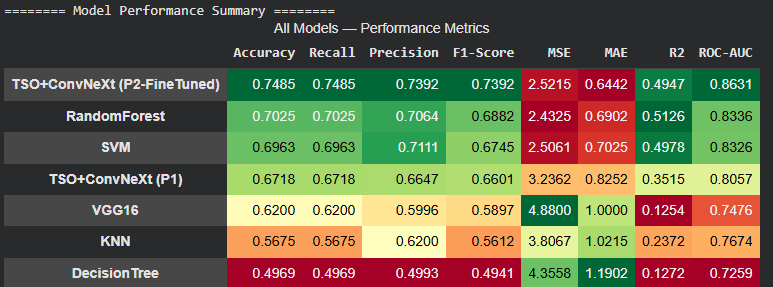 ======== Model Performance Summary ========
All Models — Performance Metrics
Accuracy Recall Precision F1-Score MSE MAE R2 ROC-AUC
TSO+ConvNeXt (P2-FineTuned) 0.7485 0.7485 0.7392 0.7392 2.5215 0.6442 0.4947 0.8631
RandomForest 0.7025 0.7025 0.7064 0.6882 2.4325 0.6902 0.5126 0.8336
SVM 0.6963 0.6963 0.7111 0.6745 2.5061 0.7025 0.4978 0.8326
TSO+ConvNeXt (P1) 0.6718 0.6718 0.6647 0.6601 3.2362 0.8252 0.3515 0.8057
VGG16 0.6200 0.6200 0.5996 0.5897 4.8800 1.0000 0.1254 0.7476
KNN 0.5675 0.5675 0.6200 0.5612 3.8067 1.0215 0.2372 0.7674
DecisionTree 0.4969 0.4969 0.4993 0.4941 4.3558 1.1902 0.1272 0.7259